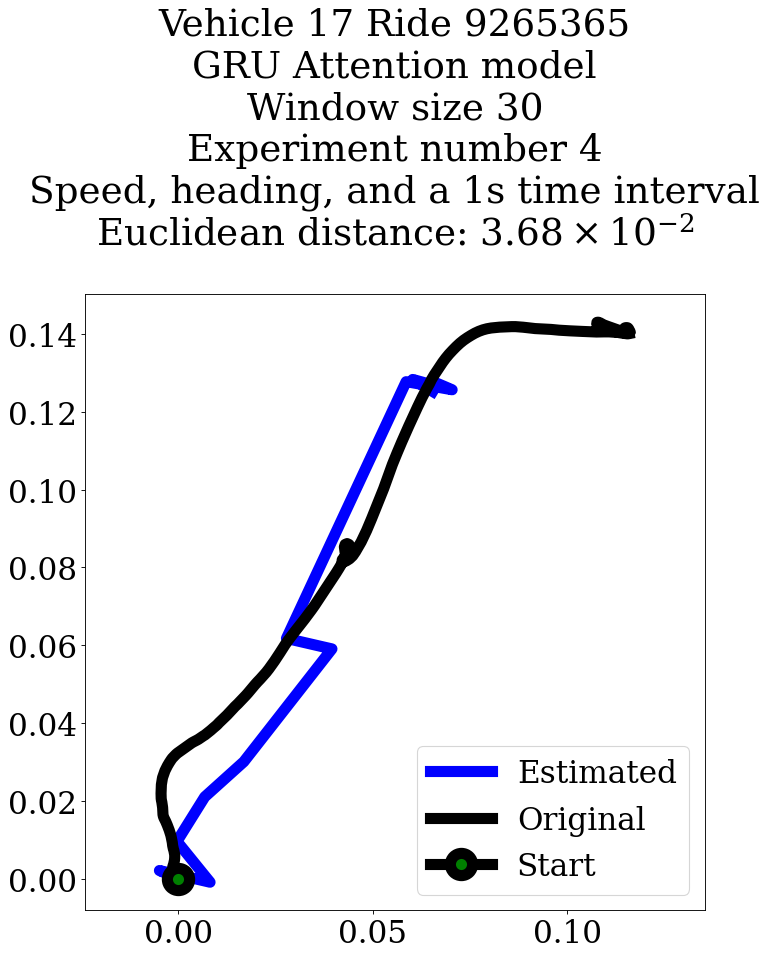 Vehicle 17 Ride 9265365
GRU Attention model
Window size 30
Experiment number 4
Speed, heading, and a 1s time interval
Euclidean distance: 3.68 × 10⁻²
0.14
0.12
0.10
0.08
0.06
0.04
0.02
0.00
Estimated
Original
Start
0.00 0.05 0.10